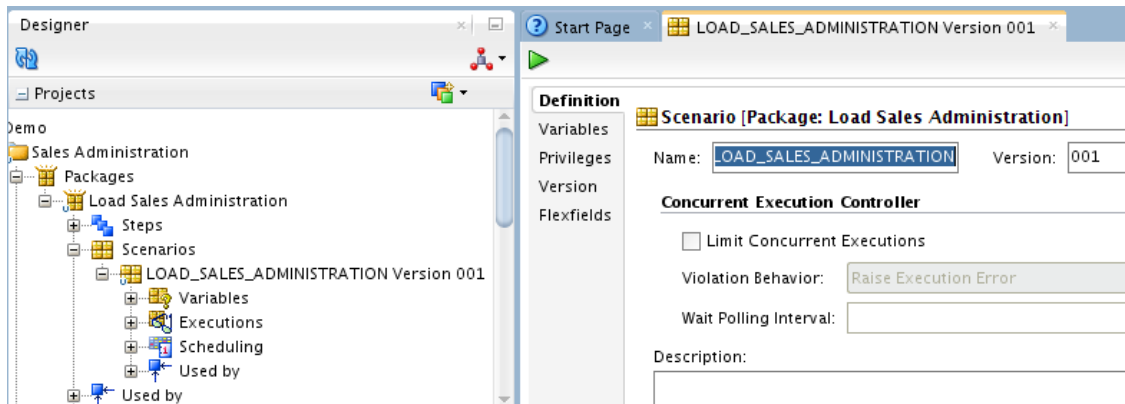 Designer
Projects
Demo
Sales Administration
Packages
Load Sales Administration
Steps
Scenarios
LOAD_SALES_ADMINISTRATION Version 001
Variables
Executions
Scheduling
Used by
Used by
Start Page
LOAD_SALES_ADMINISTRATION Version 001
Definition
Variables
Privileges
Version
Flexfields
Scenario [Package: Load Sales Administration]
Name: LOAD_SALES_ADMINISTRATION Version: 001
Concurrent Execution Controller
Limit Concurrent Executions
Violation Behavior: Raise Execution Error
Wait Polling Interval:
Description: